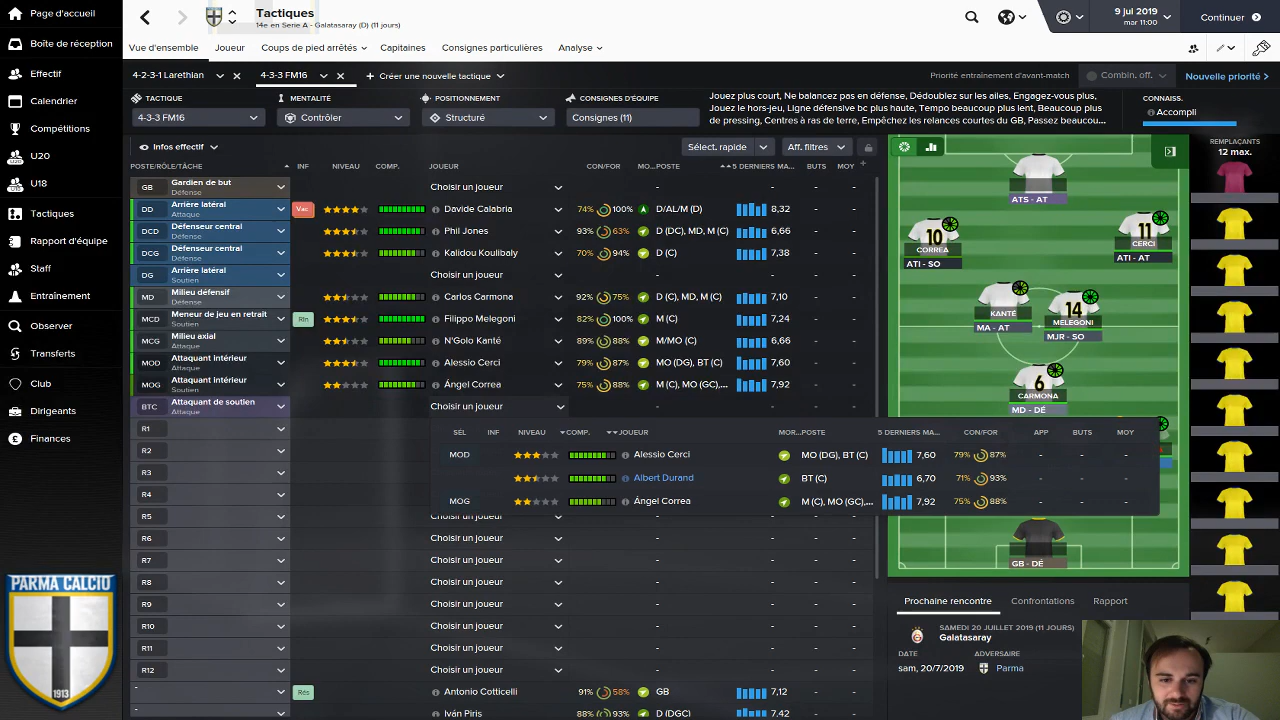 Page d'accueil
Boîte de réception
Effectif
Calendrier
Compétitions
U20
U18
Tactiques
Rapport d'équipe
Staff
Entraînement
Observer
Transferts
Club
Dirigeants
Finances
PARMA CALCIO
1913
Tactiques
14e en Serie A - Galatasaray (D) (11 jours)
9 jul 2019
mar 11:00
Continuer
Vue d'ensemble Joueur Coups de pied arrêtés Capitaines Consignes particulières Analyse
4-2-3-1 Larethian 4-3-3 FM16 Créer une nouvelle tactique
Priorité entraînement d'avant-match Combin. off. Nouvelle priorité >
TACTIQUE MENTALITÉ POSITIONNEMENT CONSIGNES D'ÉQUIPE
4-3-3 FM16 Contrôler Structuré Consignes (11)
Jouez plus court, Ne balancez pas en défense, Dédoublez sur les ailes, Engagez-vous plus,
Jouez le hors-jeu, Ligne défensive bc plus haute, Tempo beaucoup plus lent, Beaucoup plus
de pressing, Centres à ras de terre, Empêchez les relances courtes du GB, Passez beaucou...
CONNAISS.
Accompli
Infos effectif Sélect. rapide Aff. filtres
POSTE/RÔLE/TÂCHE INF NIVEAU COMP. JOUEUR CON/FOR MO... POSTE 5 DERNIERS MA... BUTS MOY
GB Gardien de but Défense Choisir un joueur - - - -
DD Arrière latéral Attaque Vac Davide Calabria 74% 100% D/AL/M (D) 8,32 - -
DCD Défenseur central Défense Phil Jones 93% 63% D (DC), MD, M (C) 6,66 - -
DCG Défenseur central Défense Kalidou Koulibaly 70% 94% D (C) 7,38 - -
DG Arrière latéral Soutien Choisir un joueur - - - -
MD Milieu défensif Défense Carlos Carmona 92% 75% D (C), MD, M (C) 7,10 - -
MCD Meneur de jeu en retrait Soutien Rln Filippo Melegoni 82% 100% M (C) 7,24 - -
MCG Milieu axial Attaque N'Golo Kanté 89% 88% M/MO (C) 6,66 - -
MOD Attaquant intérieur Attaque Alessio Cerci 79% 87% MO (DG), BT (C) 7,60 - -
MOG Attaquant intérieur Soutien Ángel Correa 75% 88% M (C), MO (GC),... 7,92 - -
BTC Attaquant de soutien Attaque Choisir un joueur - - - -
SÉL INF NIVEAU COMP. JOUEUR MOR... POSTE 5 DERNIERS MA... CON/FOR APP BUTS MOY
MOD Alessio Cerci MO (DG), BT (C) 7,60 79% 87% - - -
Albert Durand BT (C) 6,70 71% 93% - - -
MOG Ángel Correa M (C), MO (GC),... 7,92 75% 88% - - -
R1
R2
R3
R4
R5 Choisir un joueur - - - -
R6 Choisir un joueur - - - -
R7 Choisir un joueur - - - -
R8 Choisir un joueur - - - -
R9 Choisir un joueur - - - -
R10 Choisir un joueur - - - -
R11 Choisir un joueur - - - -
R12 Choisir un joueur - - - -
- Rés Antonio Cotticelli 91% 58% GB 7,12 - -
- Iván Piris 88% 93% D (DGC) 7,42 - -
ATS - AT
10
CORREA
ATI - SO
11
CERCI
ATI - AT
KANTÉ
MA - AT
14
MELEGONI
MJR - SO
6
CARMONA
MD - DÉ
GB - DÉ
REMPLAÇANTS
12 max.
Prochaine rencontre Confrontations Rapport
SAMEDI 20 JUILLET 2019 (11 JOURS)
Galatasaray
DATE ADVERSAIRE
sam, 20/7/2019 Parma